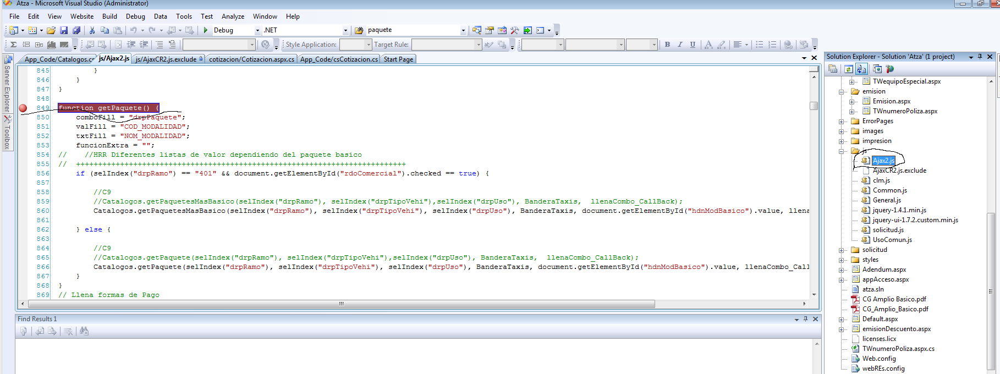 Atza - Microsoft Visual Studio (Administrator)
File Edit View Website Build Debug Data Tools Test Analyze Window Help
Debug .NET paquete
Style Application: Target Rule: B I U A
App_Code/Catalogos.cs js/Ajax2.js js/AjaxCR2.js.exclude cotizacion/Cotizacion.aspx.cs App_Code/csCotizacion.cs Start Page
Server Explorer
Toolbox
845 }
846 }
847 }
848
849 function getPaquete() {
850 comboFill = "drpPaquete";
851 valFill = "COD_MODALIDAD";
852 txtFill = "NOM_MODALIDAD";
853 funcionExtra = "";
854 // //HRR Diferentes listas de valor dependiendo del paquete basico
855 // +++++++++++++++++++++++++++++++++++++++++++++++++++++++++++++++++++++++++++
856 if (selIndex("drpRamo") == "401" && document.getElementById("rdoComercial").checked == true) {
857
858 //C9
859 //Catalogos.getPaquetesMasBasico(selIndex("drpRamo"), selIndex("drpTipoVehi"),selIndex("drpUso"), BanderaTaxis, llenaCombo_CallBack);
860 Catalogos.getPaquetesMasBasico(selIndex("drpRamo"), selIndex("drpTipoVehi"), selIndex("drpUso"), BanderaTaxis, document.getElementById("hdnModBasico").value, llena
861
862 } else {
863
864 //C9
865 //Catalogos.getPaquete(selIndex("drpRamo"), selIndex("drpTipoVehi"),selIndex("drpUso"), BanderaTaxis, llenaCombo_CallBack);
866 Catalogos.getPaquete(selIndex("drpRamo"), selIndex("drpTipoVehi"), selIndex("drpUso"), BanderaTaxis, document.getElementById("hdnModBasico").value, llenaCombo_Call
867 }
868 }
869 // Llena formas de Pago
Find Results 1
Solution Explorer - Solution 'Atza' (1 project)
TWequipoEspecial.aspx
emision
Emision.aspx
TWnumeroPoliza.aspx
ErrorPages
images
impresion
js
Ajax2.js
AjaxCR2.js.exclude
clm.js
Common.js
General.js
jquery-1.4.1.min.js
jquery-ui-1.7.2.custom.min.js
solicitud.js
UsoComun.js
solicitud
styles
Adendum.aspx
appAcceso.aspx
atza.sln
CG Amplio Basico.pdf
CG_Amplio_Basico.pdf
Default.aspx
emisionDescuento.aspx
licenses.licx
TWnumeroPoliza.aspx.cs
Web.config
webREs.config